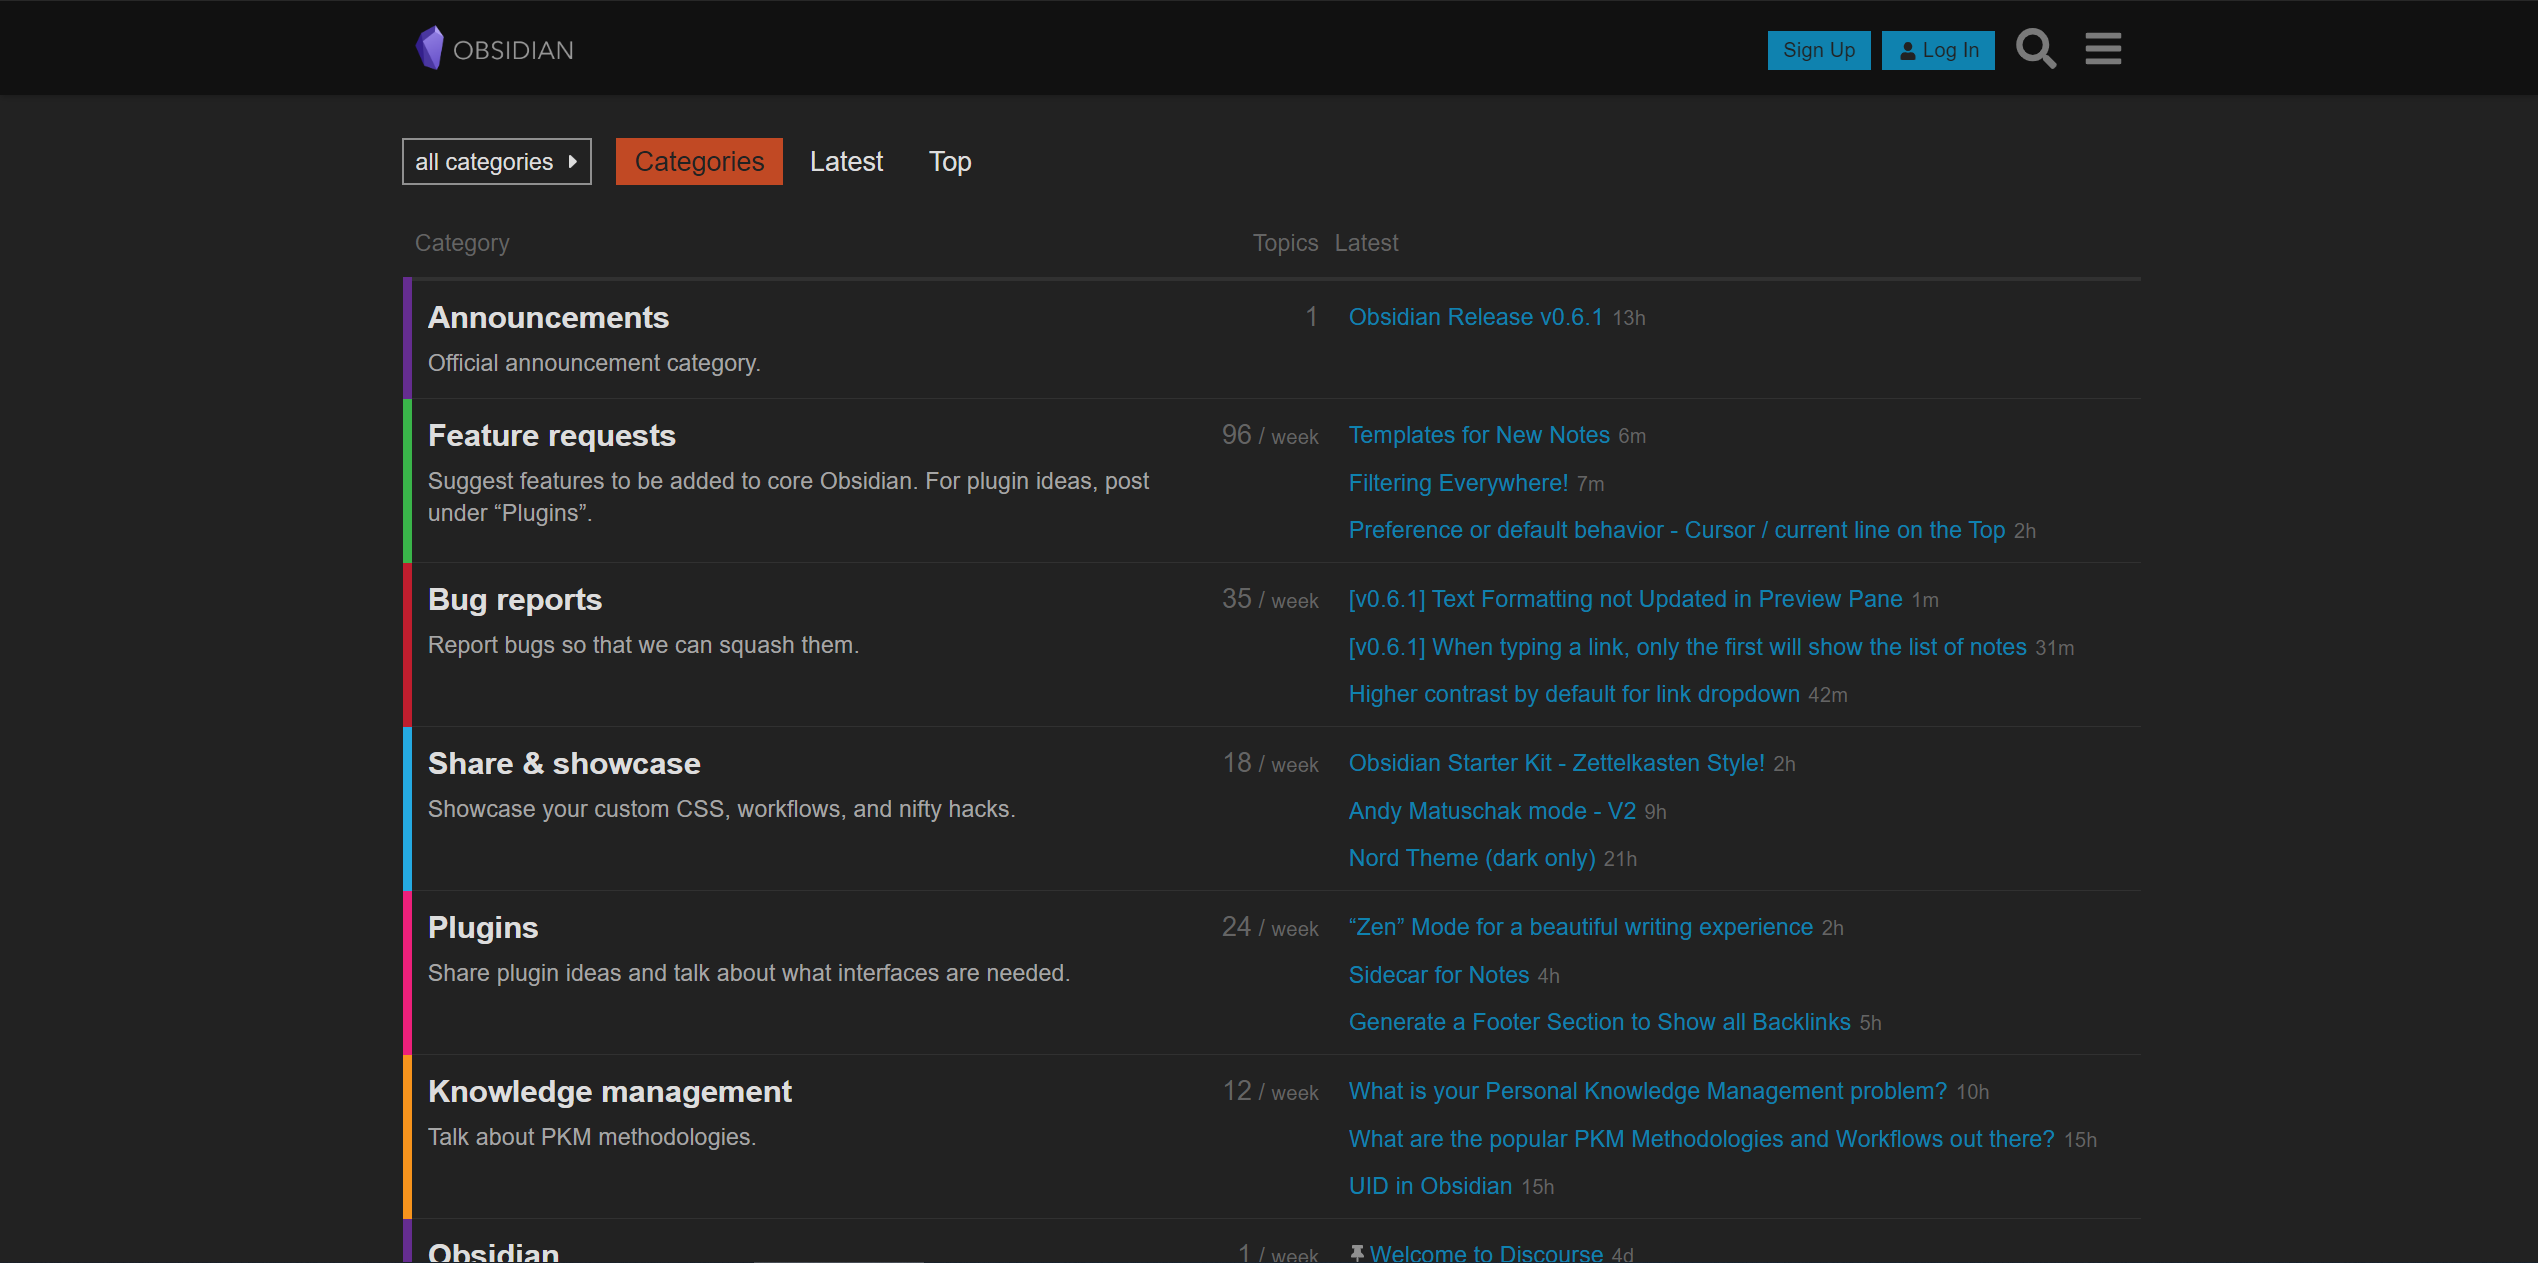 OBSIDIAN
Sign Up
Log In
all categories
Categories
Latest
Top
Category
Topics
Latest
Announcements
Official announcement category.
1
Obsidian Release v0.6.1 13h
Feature requests
Suggest features to be added to core Obsidian. For plugin ideas, post
under “Plugins”.
96 / week
Templates for New Notes 6m
Filtering Everywhere! 7m
Preference or default behavior - Cursor / current line on the Top 2h
Bug reports
Report bugs so that we can squash them.
35 / week
[v0.6.1] Text Formatting not Updated in Preview Pane 1m
[v0.6.1] When typing a link, only the first will show the list of notes 31m
Higher contrast by default for link dropdown 42m
Share & showcase
Showcase your custom CSS, workflows, and nifty hacks.
18 / week
Obsidian Starter Kit - Zettelkasten Style! 2h
Andy Matuschak mode - V2 9h
Nord Theme (dark only) 21h
Plugins
Share plugin ideas and talk about what interfaces are needed.
24 / week
“Zen” Mode for a beautiful writing experience 2h
Sidecar for Notes 4h
Generate a Footer Section to Show all Backlinks 5h
Knowledge management
Talk about PKM methodologies.
12 / week
What is your Personal Knowledge Management problem? 10h
What are the popular PKM Methodologies and Workflows out there? 15h
UID in Obsidian 15h
Obsidian
1 / week
Welcome to Discourse 4d